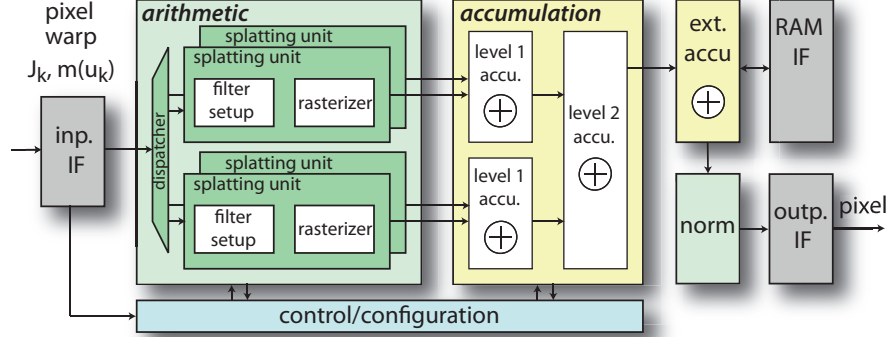 pixel
warp
J_k, m(u_k)
inp.
IF
arithmetic
dispatcher
splatting unit
splatting unit
filter
setup
rasterizer
splatting unit
splatting unit
filter
setup
rasterizer
accumulation
level 1
accu.
level 1
accu.
level 2
accu.
ext.
accu
RAM
IF
norm
outp.
IF
pixel
control/configuration